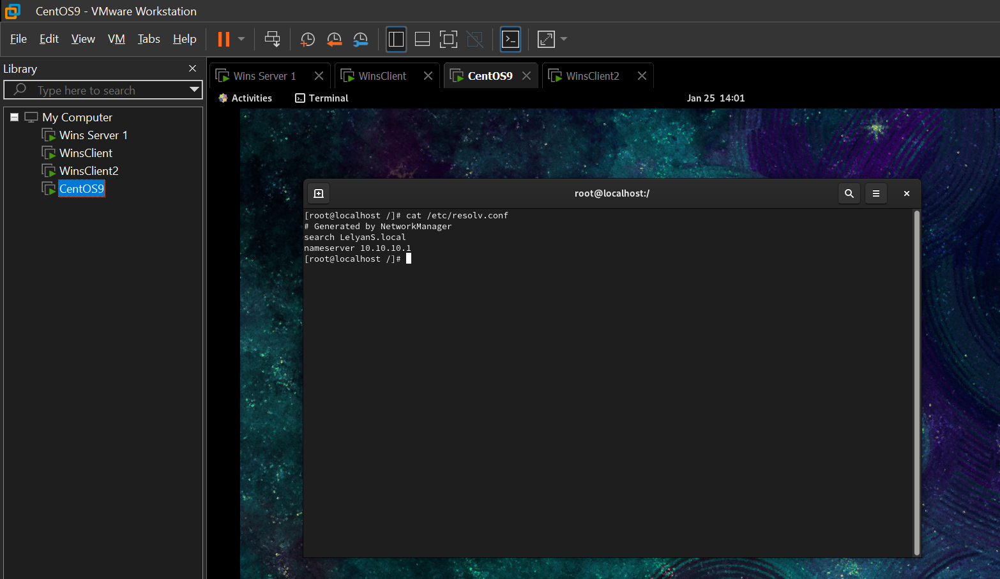 CentOS9 - VMware Workstation
File Edit View VM Tabs Help
Library
Type here to search
My Computer
Wins Server 1
WinsClient
WinsClient2
CentOS9
Wins Server 1 WinsClient CentOS9 WinsClient2
Activities Terminal Jan 25 14:01
root@localhost:/
[root@localhost /]# cat /etc/resolv.conf
# Generated by NetworkManager
search LelyanS.local
nameserver 10.10.10.1
[root@localhost /]#